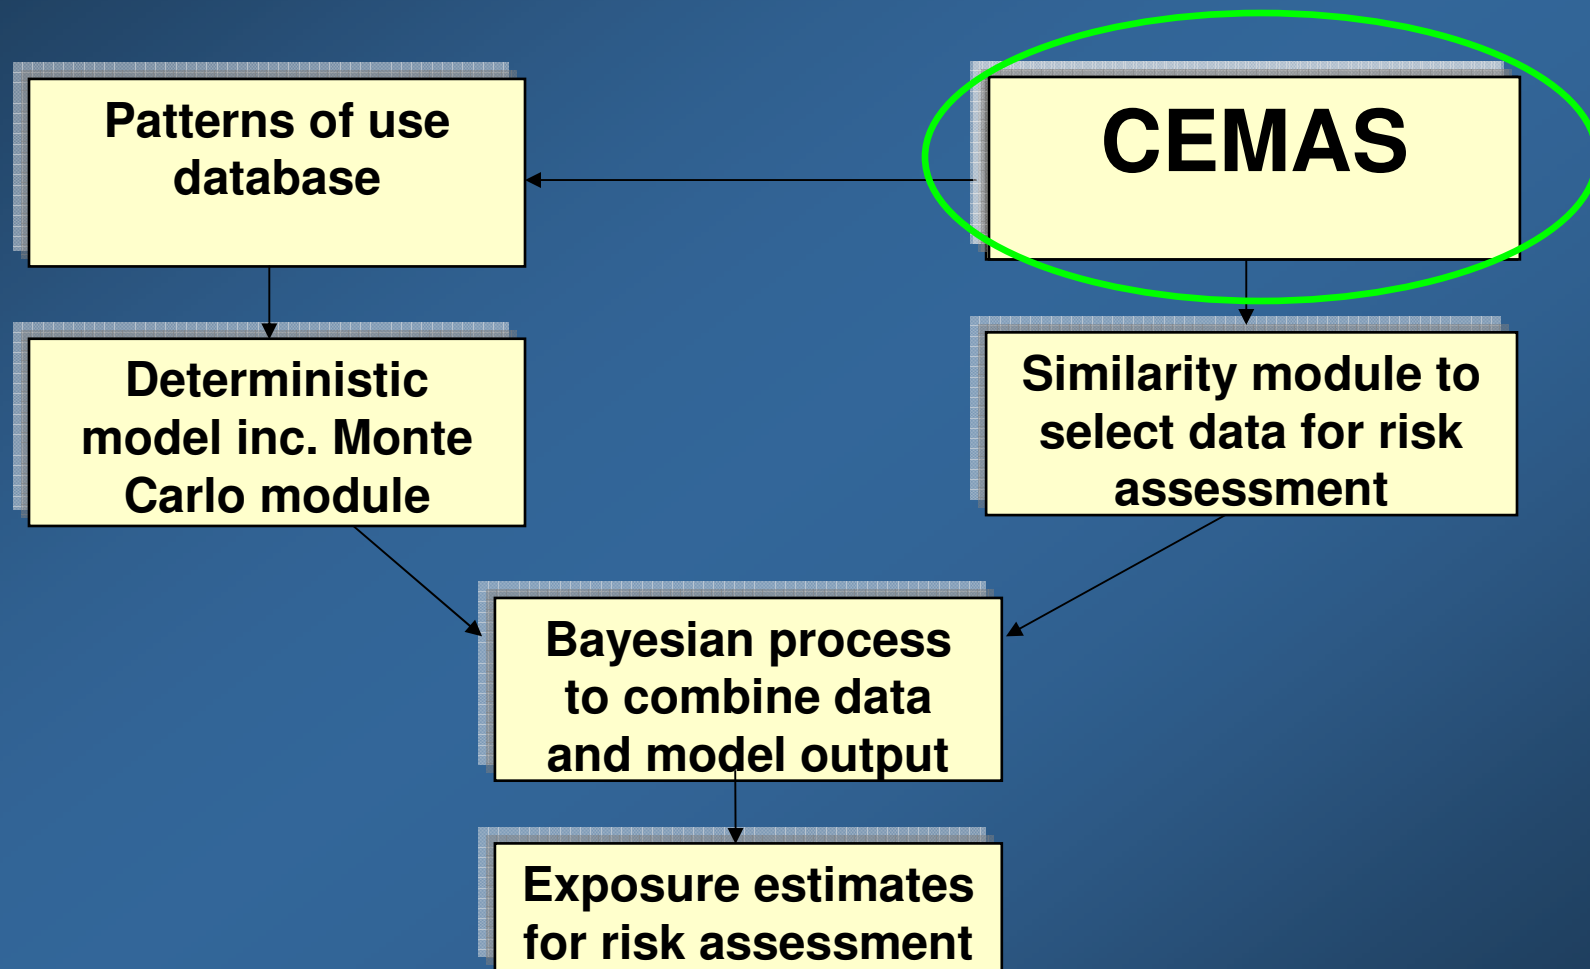 Patterns of use
database
CEMAS
Deterministic
model inc. Monte
Carlo module
Similarity module to
select data for risk
assessment
Bayesian process
to combine data
and model output
Exposure estimates
for risk assessment